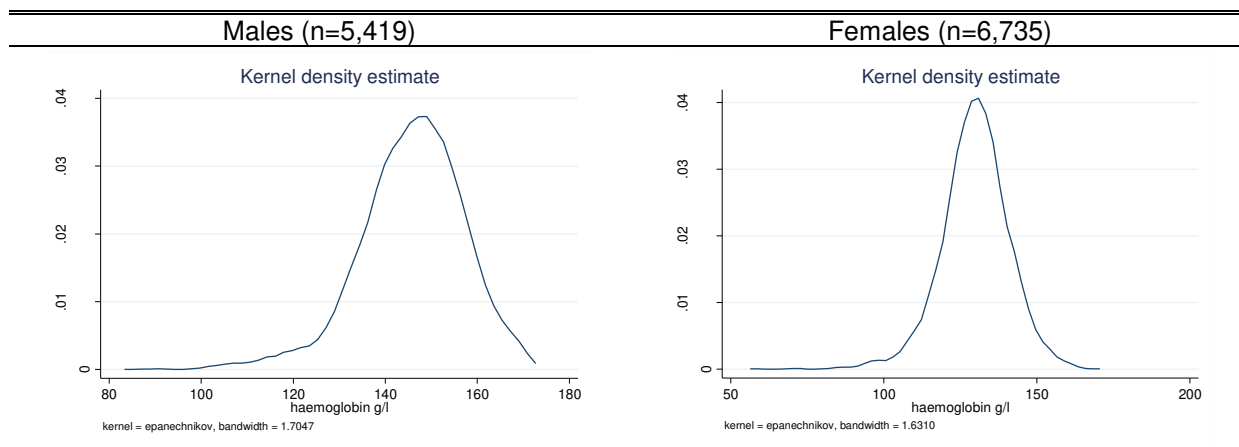 Males (n=5,419)
Females (n=6,735)
Kernel density estimate
.04
.03
.02
.01
0
80 100 120 140 160 180
haemoglobin g/l
kernel = epanechnikov, bandwidth = 1.7047
Kernel density estimate
.04
.03
.02
.01
0
50 100 150 200
haemoglobin g/l
kernel = epanechnikov, bandwidth = 1.6310